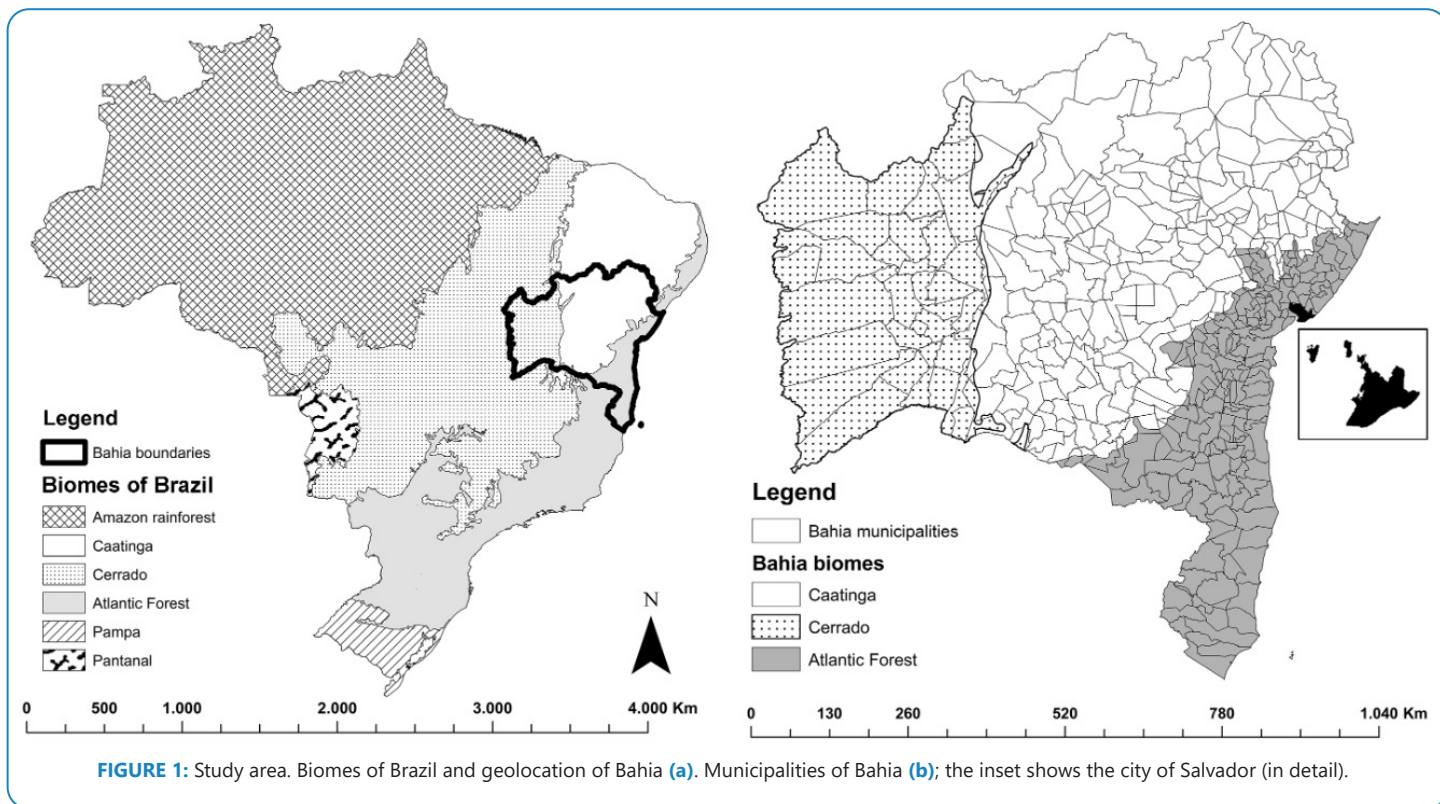 Legend
Bahia boundaries
Biomes of Brazil
Amazon rainforest
Caatinga
Cerrado
Atlantic Forest
Pampa
Pantanal
N
0 500 1.000 2.000 3.000 4.000 Km
Legend
Bahia municipalities
Bahia biomes
Caatinga
Cerrado
Atlantic Forest
0 130 260 520 780 1.040 Km
FIGURE 1: Study area. Biomes of Brazil and geolocation of Bahia (a). Municipalities of Bahia (b); the inset shows the city of Salvador (in detail).